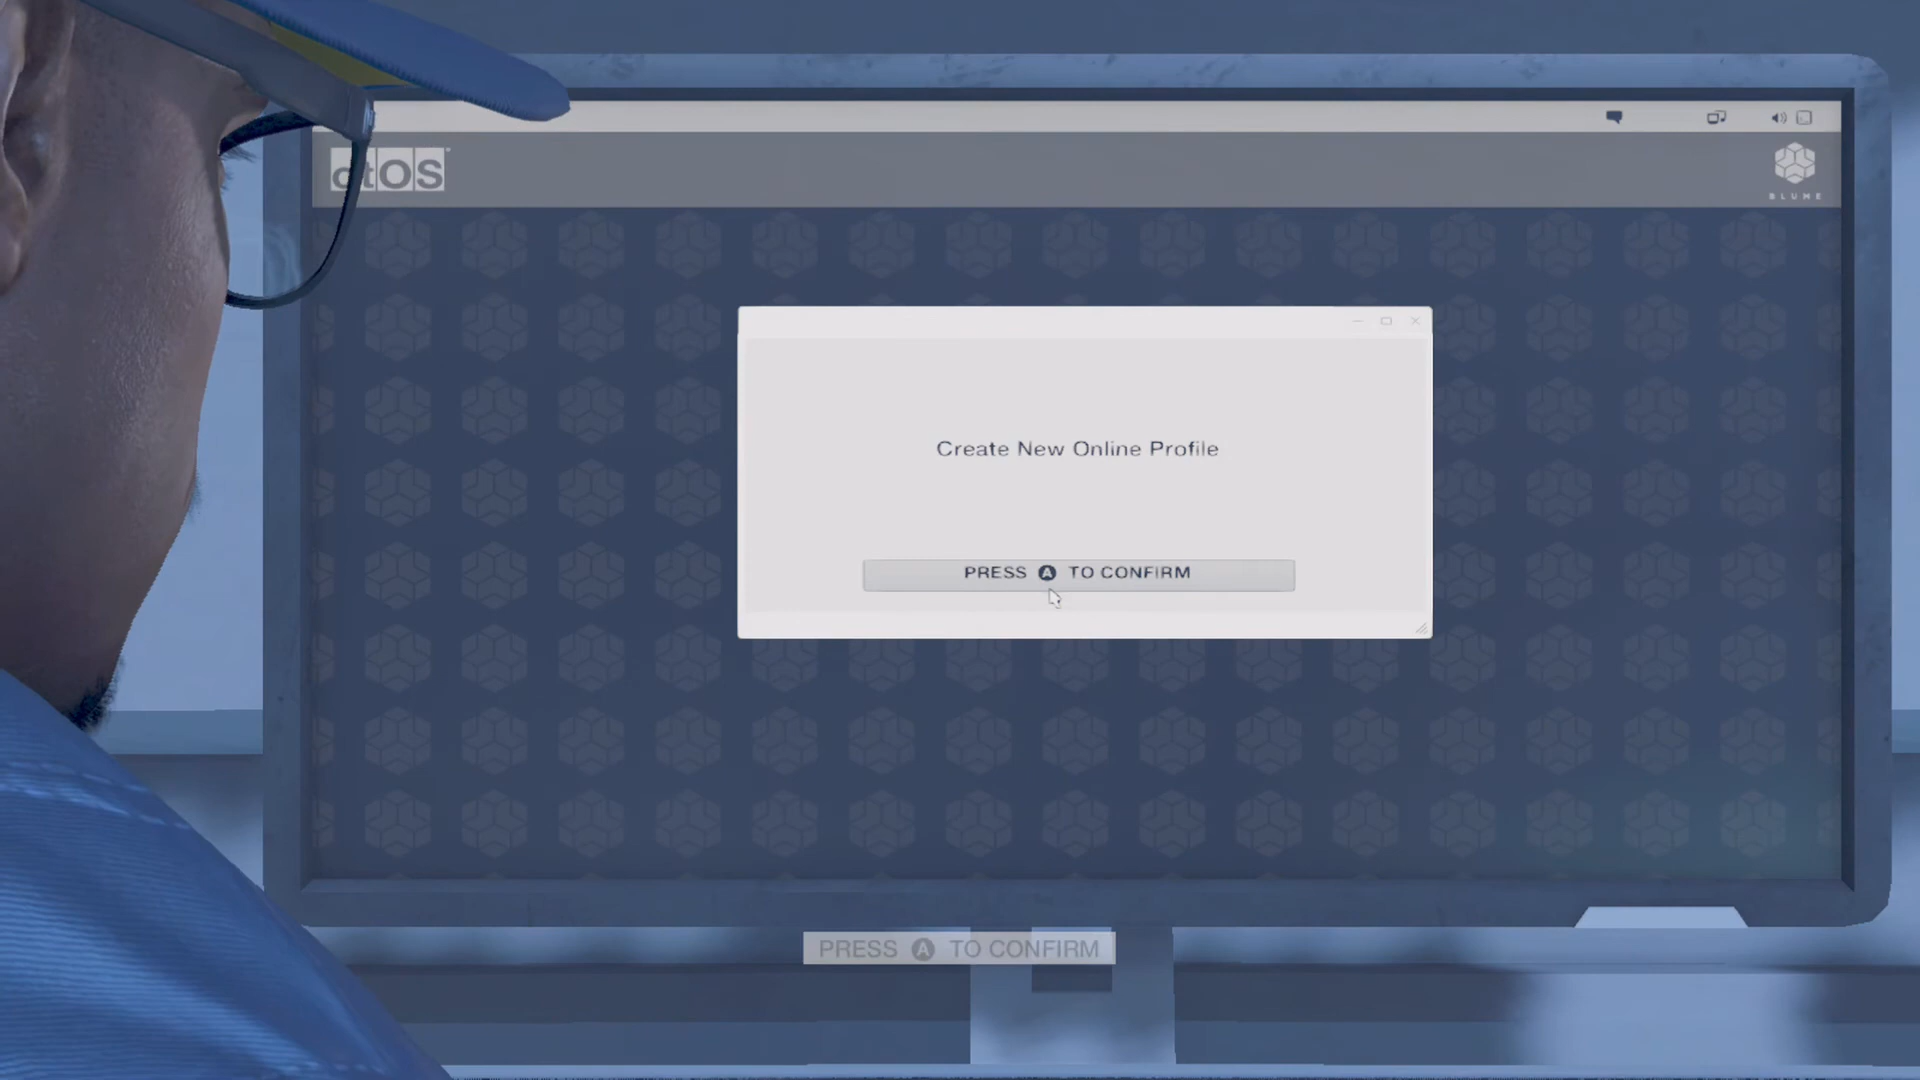 ctOS
BLUME
Create New Online Profile
PRESS A TO CONFIRM
PRESS A TO CONFIRM